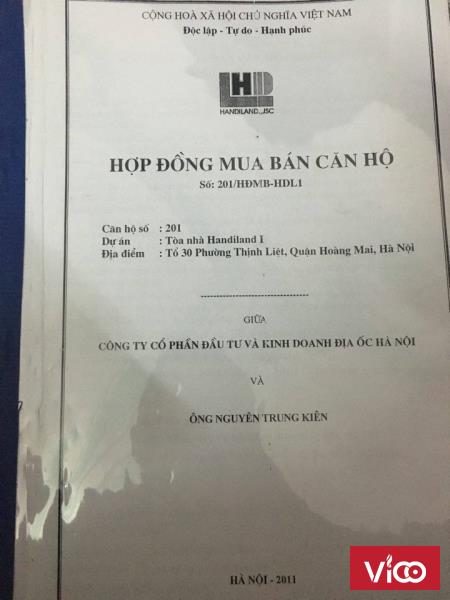 CỘNG HOÀ XÃ HỘI CHỦ NGHĨA VIỆT NAM
Độc lập - Tự do - Hạnh phúc
HD
HANDILAND.,JSC
HỢP ĐỒNG MUA BÁN CĂN HỘ
Số: 201/HĐMB-HDL1
Căn hộ số : 201
Dự án : Tòa nhà Handiland I
Địa điểm : Tổ 30 Phường Thịnh Liệt, Quận Hoàng Mai, Hà Nội
GIỮA
CÔNG TY CỔ PHẦN ĐẦU TƯ VÀ KINH DOANH ĐỊA ỐC HÀ NỘI
VÀ
ÔNG NGUYỄN TRUNG KIÊN
HÀ NỘI - 2011
ViCO